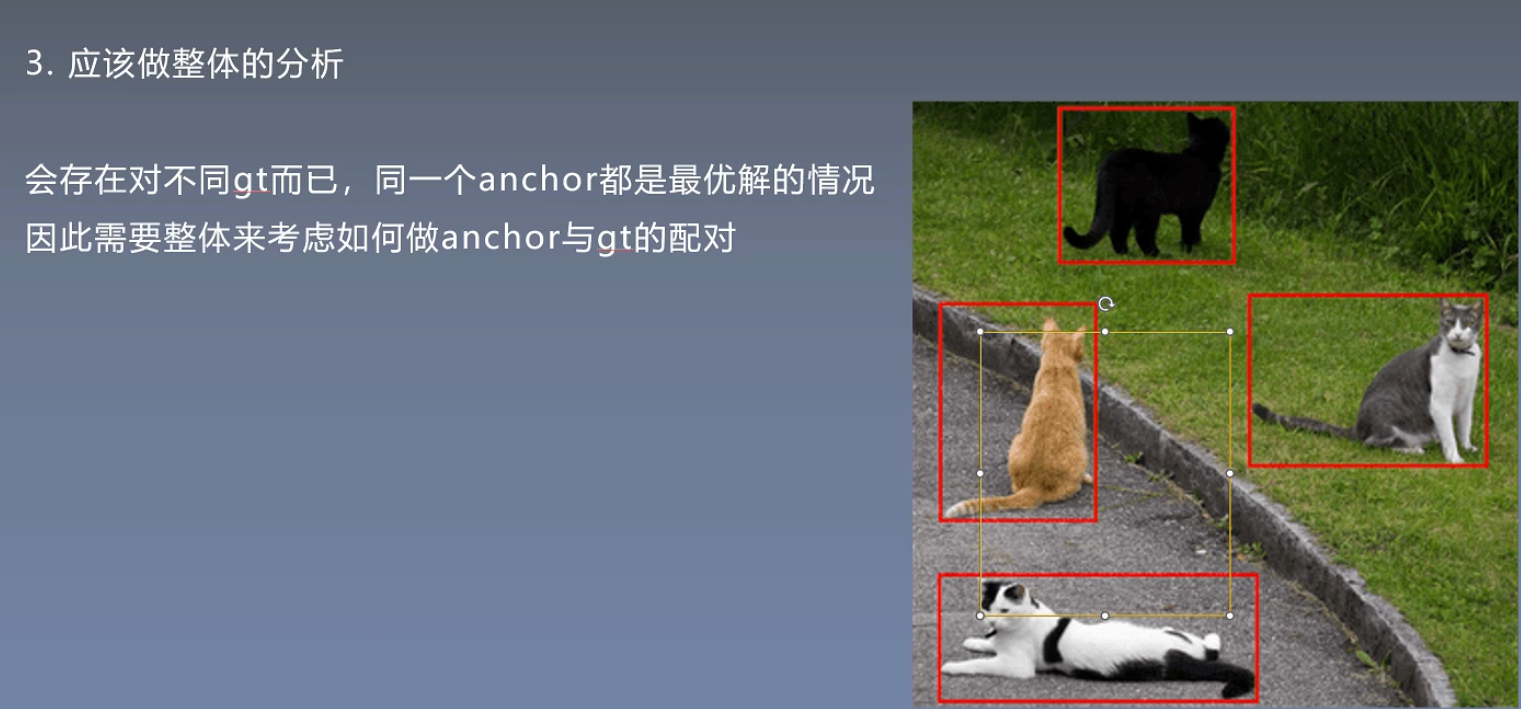 3. 应该做整体的分析
会存在对不同gt而已，同一个anchor都是最优解的情况
因此需要整体来考虑如何做anchor与gt的配对